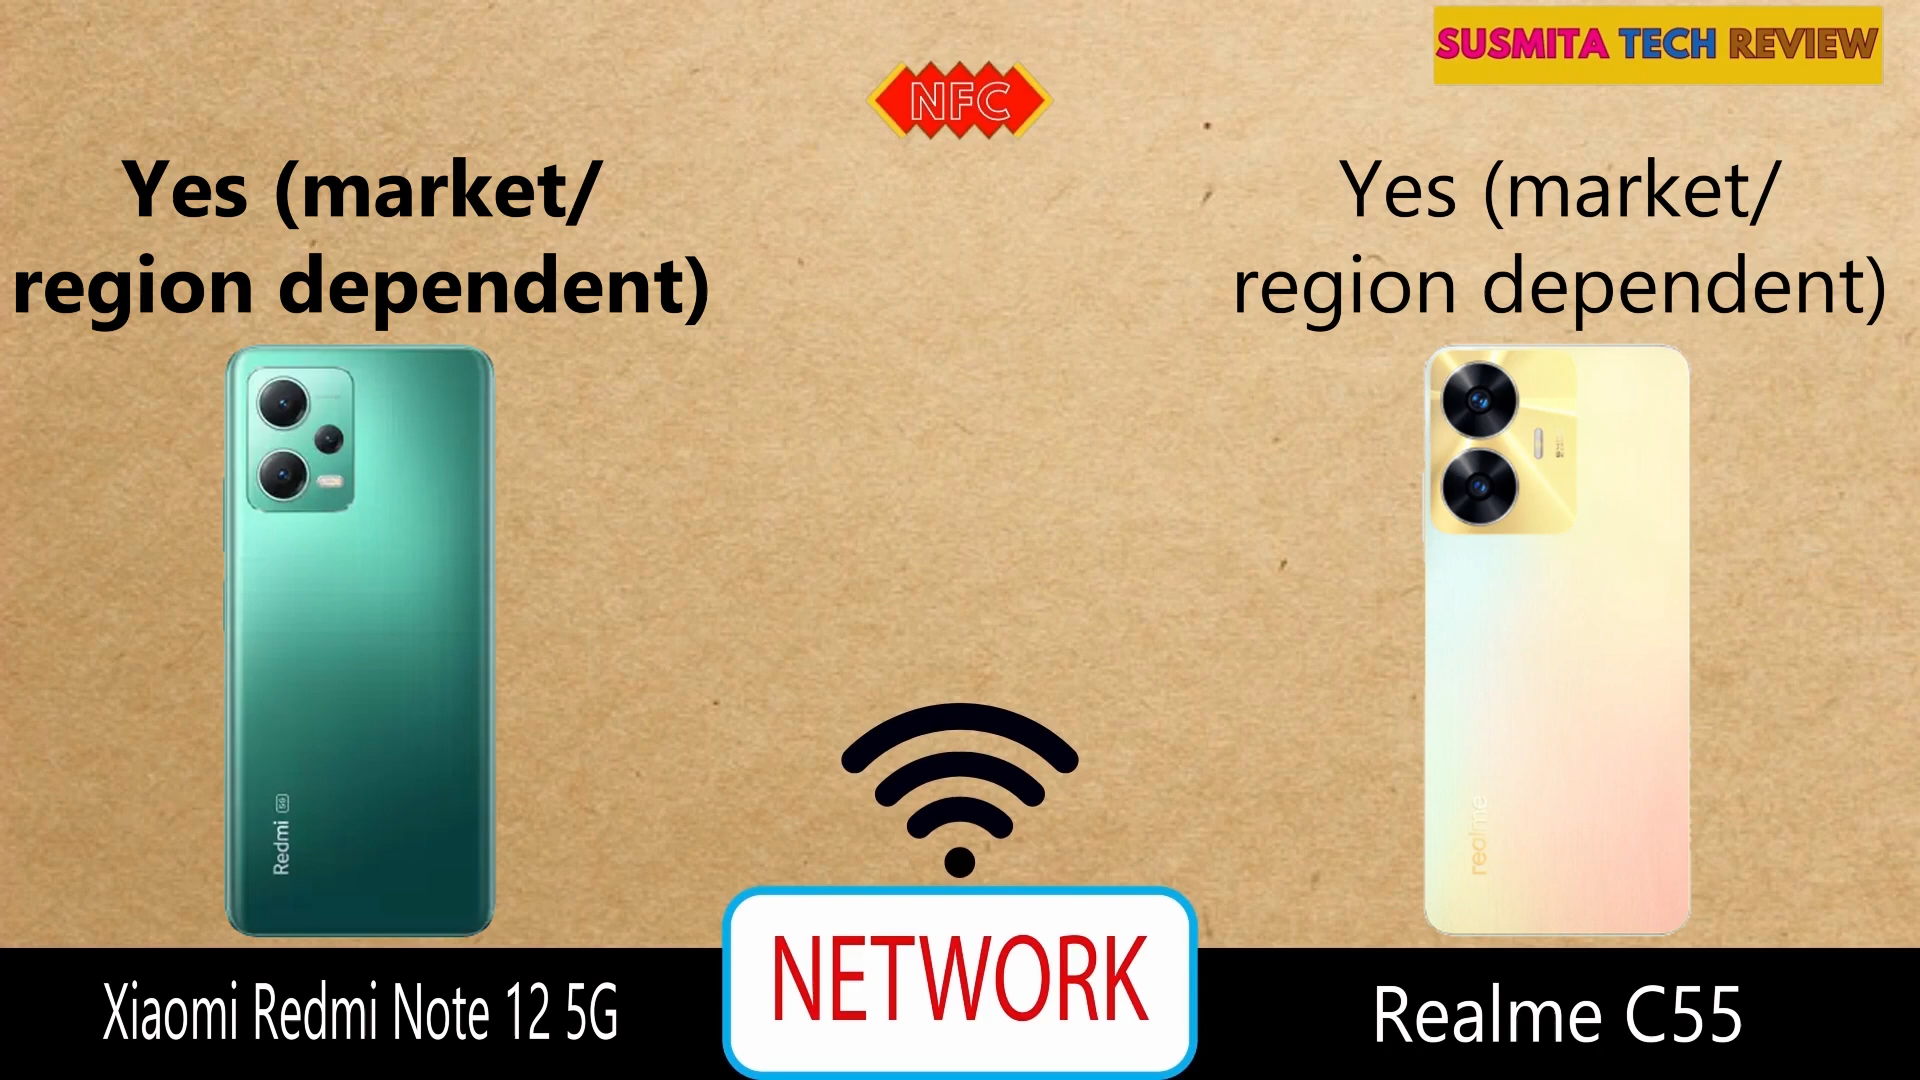 SUSMITA TECH REVIEW
NFC
Yes (market/
region dependent)
Yes (market/
region dependent)
Redmi 5G
realme
NETWORK
Xiaomi Redmi Note 12 5G
Realme C55